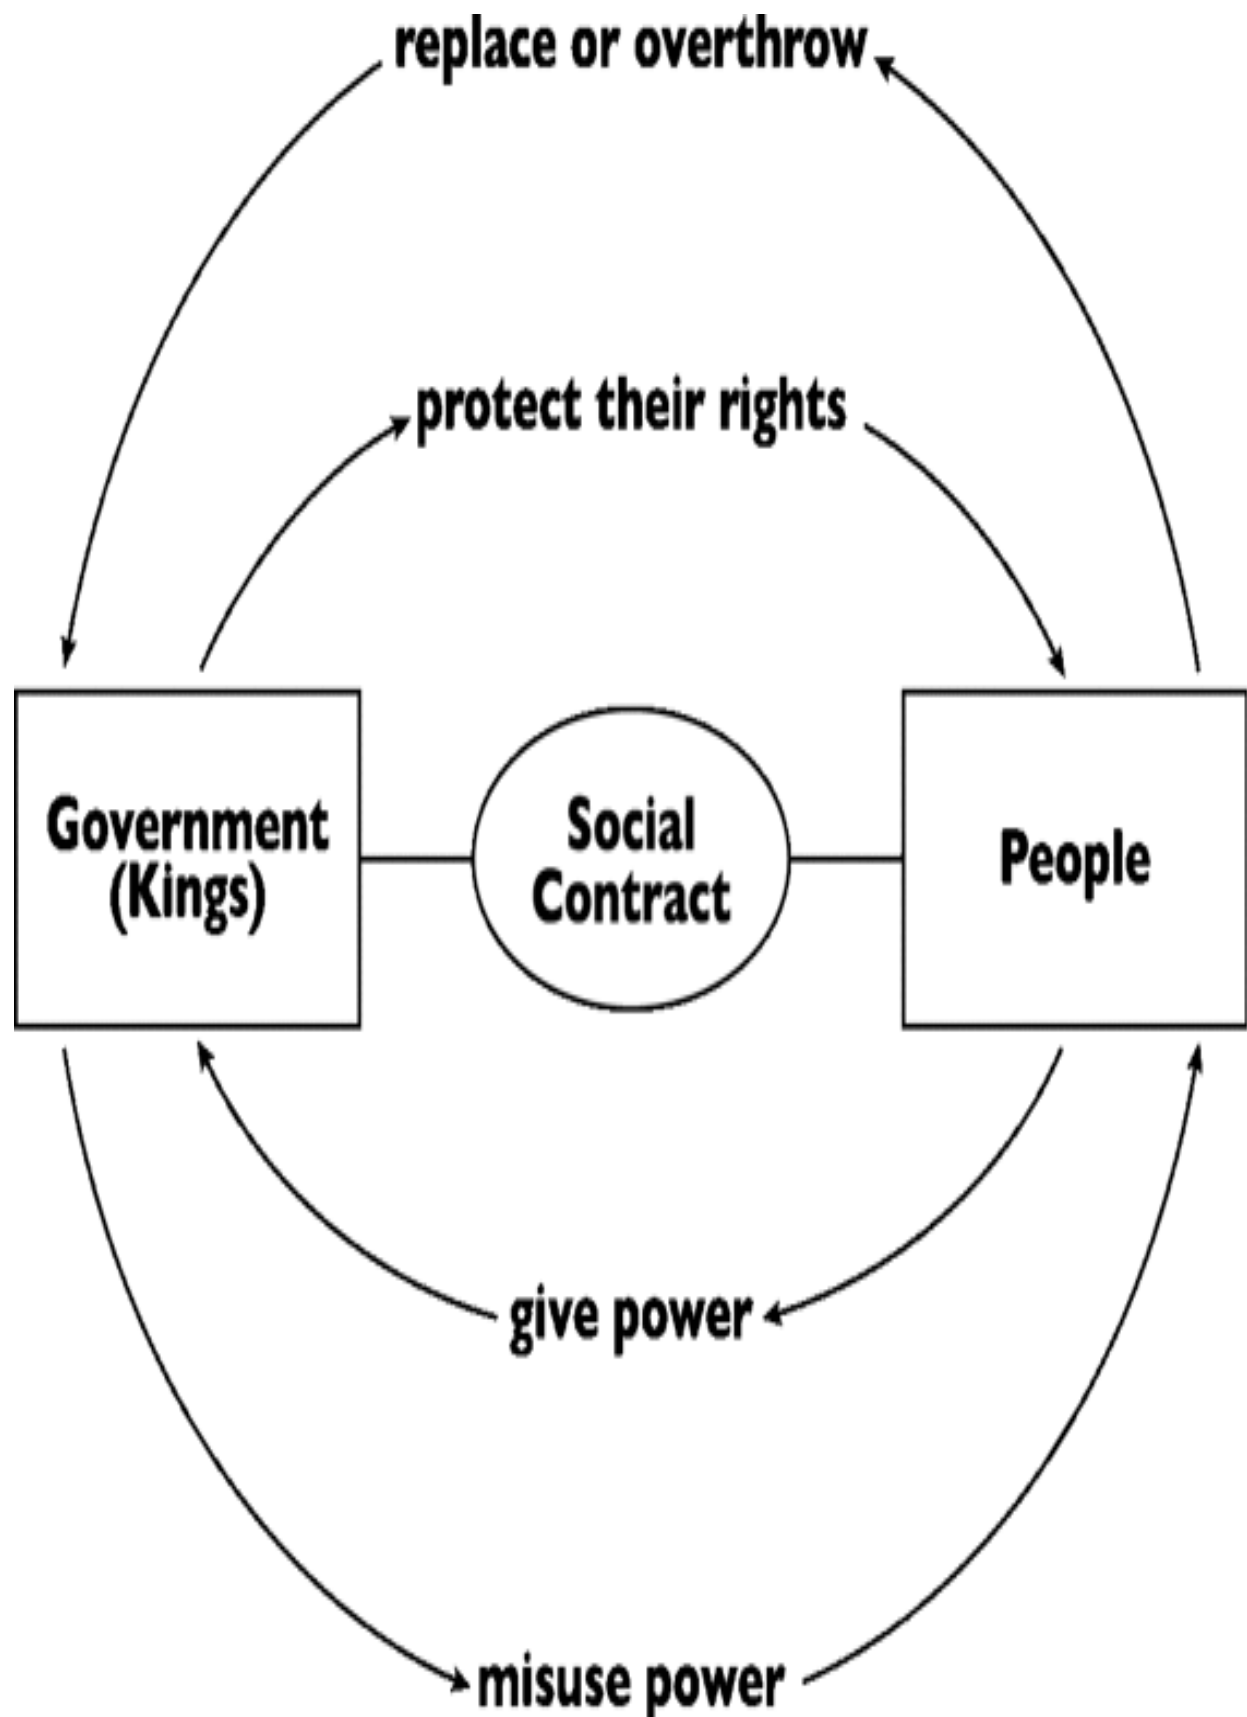 replace or overthrow
protect their rights
Government
(Kings)
Social
Contract
People
give power
misuse power